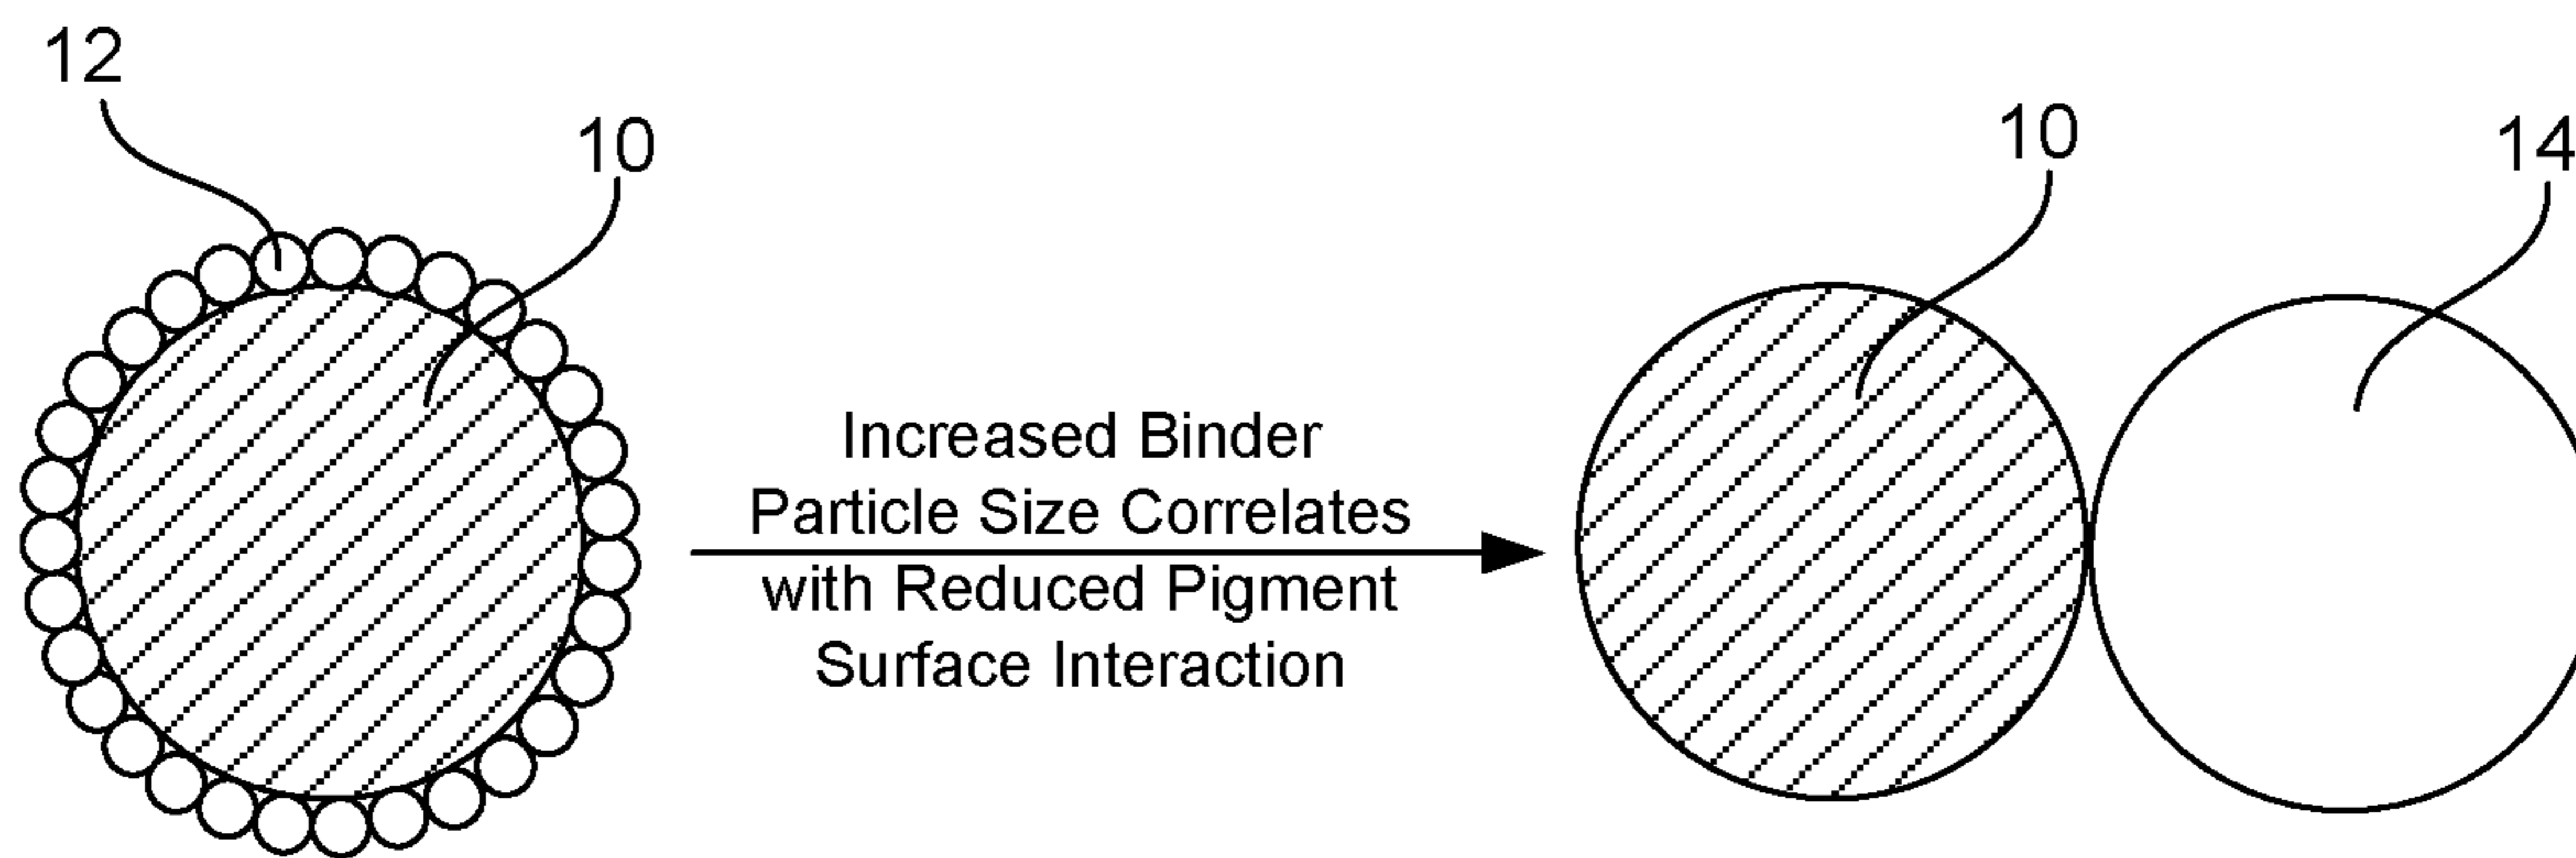 12
10
10
14
Increased Binder
Particle Size Correlates
with Reduced Pigment
Surface Interaction